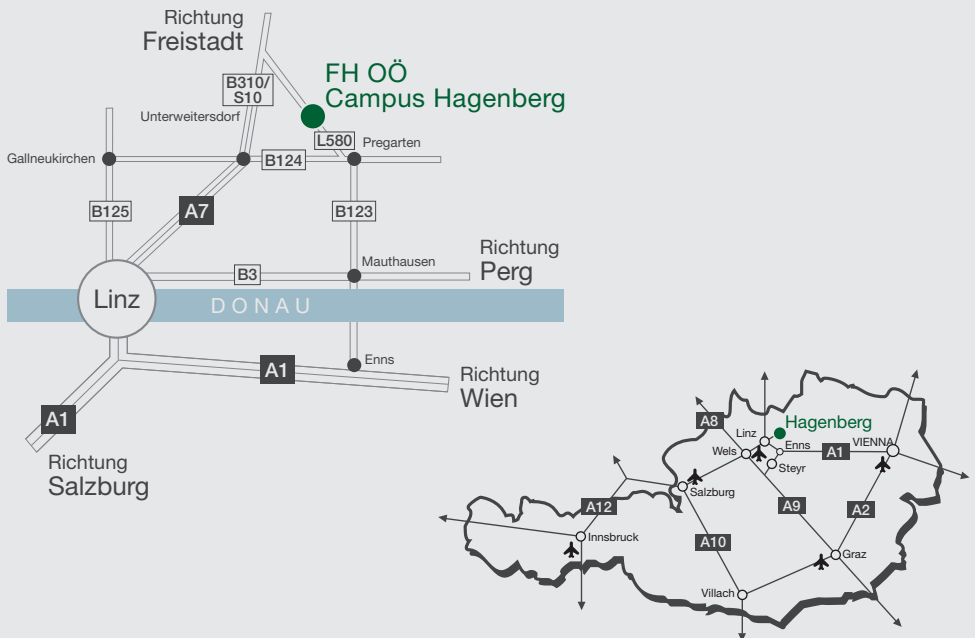 Richtung
Freistadt
FH OÖ
Campus Hagenberg
B310/
S10
Unterweitersdorf
L580
Pregarten
Gallneukirchen
B124
A7
B125
B123
Richtung
Perg
Mauthausen
B3
Linz
DONAU
Enns
A1
Richtung
Wien
A1
Richtung
Salzburg
A8
Hagenberg
Linz
Enns
VIENNA
Wels
A1
Steyr
Salzburg
A12
A9
A2
Innsbruck
A10
Graz
Villach